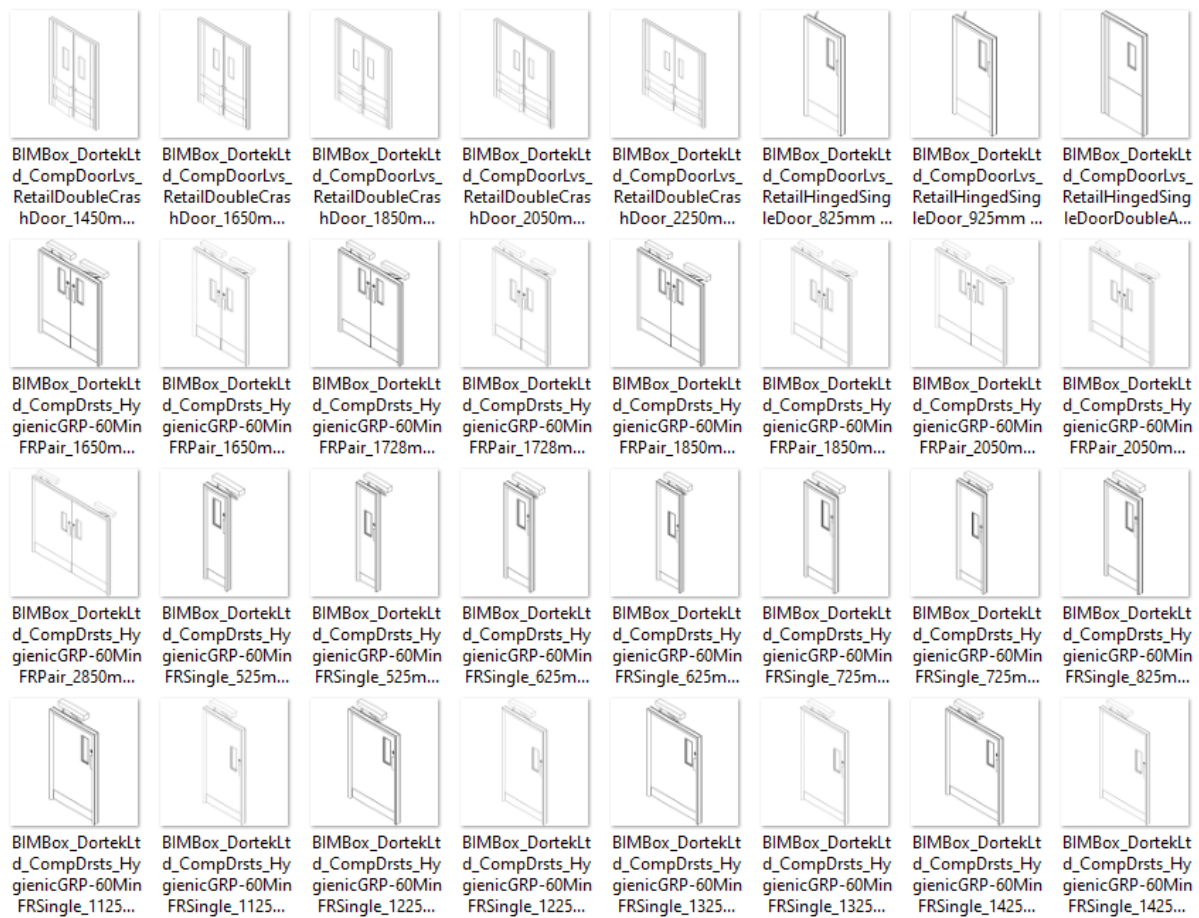 BIMBox_DortekLt
d_CompDoorLvs_
RetailDoubleCras
hDoor_1450m...
BIMBox_DortekLt
d_CompDoorLvs_
RetailDoubleCras
hDoor_1650m...
BIMBox_DortekLt
d_CompDoorLvs_
RetailDoubleCras
hDoor_1850m...
BIMBox_DortekLt
d_CompDoorLvs_
RetailDoubleCras
hDoor_2050m...
BIMBox_DortekLt
d_CompDoorLvs_
RetailDoubleCras
hDoor_2250m...
BIMBox_DortekLt
d_CompDoorLvs_
RetailHingedSing
leDoor_825mm ...
BIMBox_DortekLt
d_CompDoorLvs_
RetailHingedSing
leDoor_925mm ...
BIMBox_DortekLt
d_CompDoorLvs_
RetailHingedSing
leDoorDoubleA...
BIMBox_DortekLt
d_CompDrsts_Hy
gienicGRP-60Min
FRPair_1650m...
BIMBox_DortekLt
d_CompDrsts_Hy
gienicGRP-60Min
FRPair_1650m...
BIMBox_DortekLt
d_CompDrsts_Hy
gienicGRP-60Min
FRPair_1728m...
BIMBox_DortekLt
d_CompDrsts_Hy
gienicGRP-60Min
FRPair_1728m...
BIMBox_DortekLt
d_CompDrsts_Hy
gienicGRP-60Min
FRPair_1850m...
BIMBox_DortekLt
d_CompDrsts_Hy
gienicGRP-60Min
FRPair_1850m...
BIMBox_DortekLt
d_CompDrsts_Hy
gienicGRP-60Min
FRPair_2050m...
BIMBox_DortekLt
d_CompDrsts_Hy
gienicGRP-60Min
FRPair_2050m...
BIMBox_DortekLt
d_CompDrsts_Hy
gienicGRP-60Min
FRPair_2850m...
BIMBox_DortekLt
d_CompDrsts_Hy
gienicGRP-60Min
FRSingle_525m...
BIMBox_DortekLt
d_CompDrsts_Hy
gienicGRP-60Min
FRSingle_525m...
BIMBox_DortekLt
d_CompDrsts_Hy
gienicGRP-60Min
FRSingle_625m...
BIMBox_DortekLt
d_CompDrsts_Hy
gienicGRP-60Min
FRSingle_625m...
BIMBox_DortekLt
d_CompDrsts_Hy
gienicGRP-60Min
FRSingle_725m...
BIMBox_DortekLt
d_CompDrsts_Hy
gienicGRP-60Min
FRSingle_725m...
BIMBox_DortekLt
d_CompDrsts_Hy
gienicGRP-60Min
FRSingle_825m...
BIMBox_DortekLt
d_CompDrsts_Hy
gienicGRP-60Min
FRSingle_1125...
BIMBox_DortekLt
d_CompDrsts_Hy
gienicGRP-60Min
FRSingle_1125...
BIMBox_DortekLt
d_CompDrsts_Hy
gienicGRP-60Min
FRSingle_1225...
BIMBox_DortekLt
d_CompDrsts_Hy
gienicGRP-60Min
FRSingle_1225...
BIMBox_DortekLt
d_CompDrsts_Hy
gienicGRP-60Min
FRSingle_1325...
BIMBox_DortekLt
d_CompDrsts_Hy
gienicGRP-60Min
FRSingle_1325...
BIMBox_DortekLt
d_CompDrsts_Hy
gienicGRP-60Min
FRSingle_1425...
BIMBox_DortekLt
d_CompDrsts_Hy
gienicGRP-60Min
FRSingle_1425...